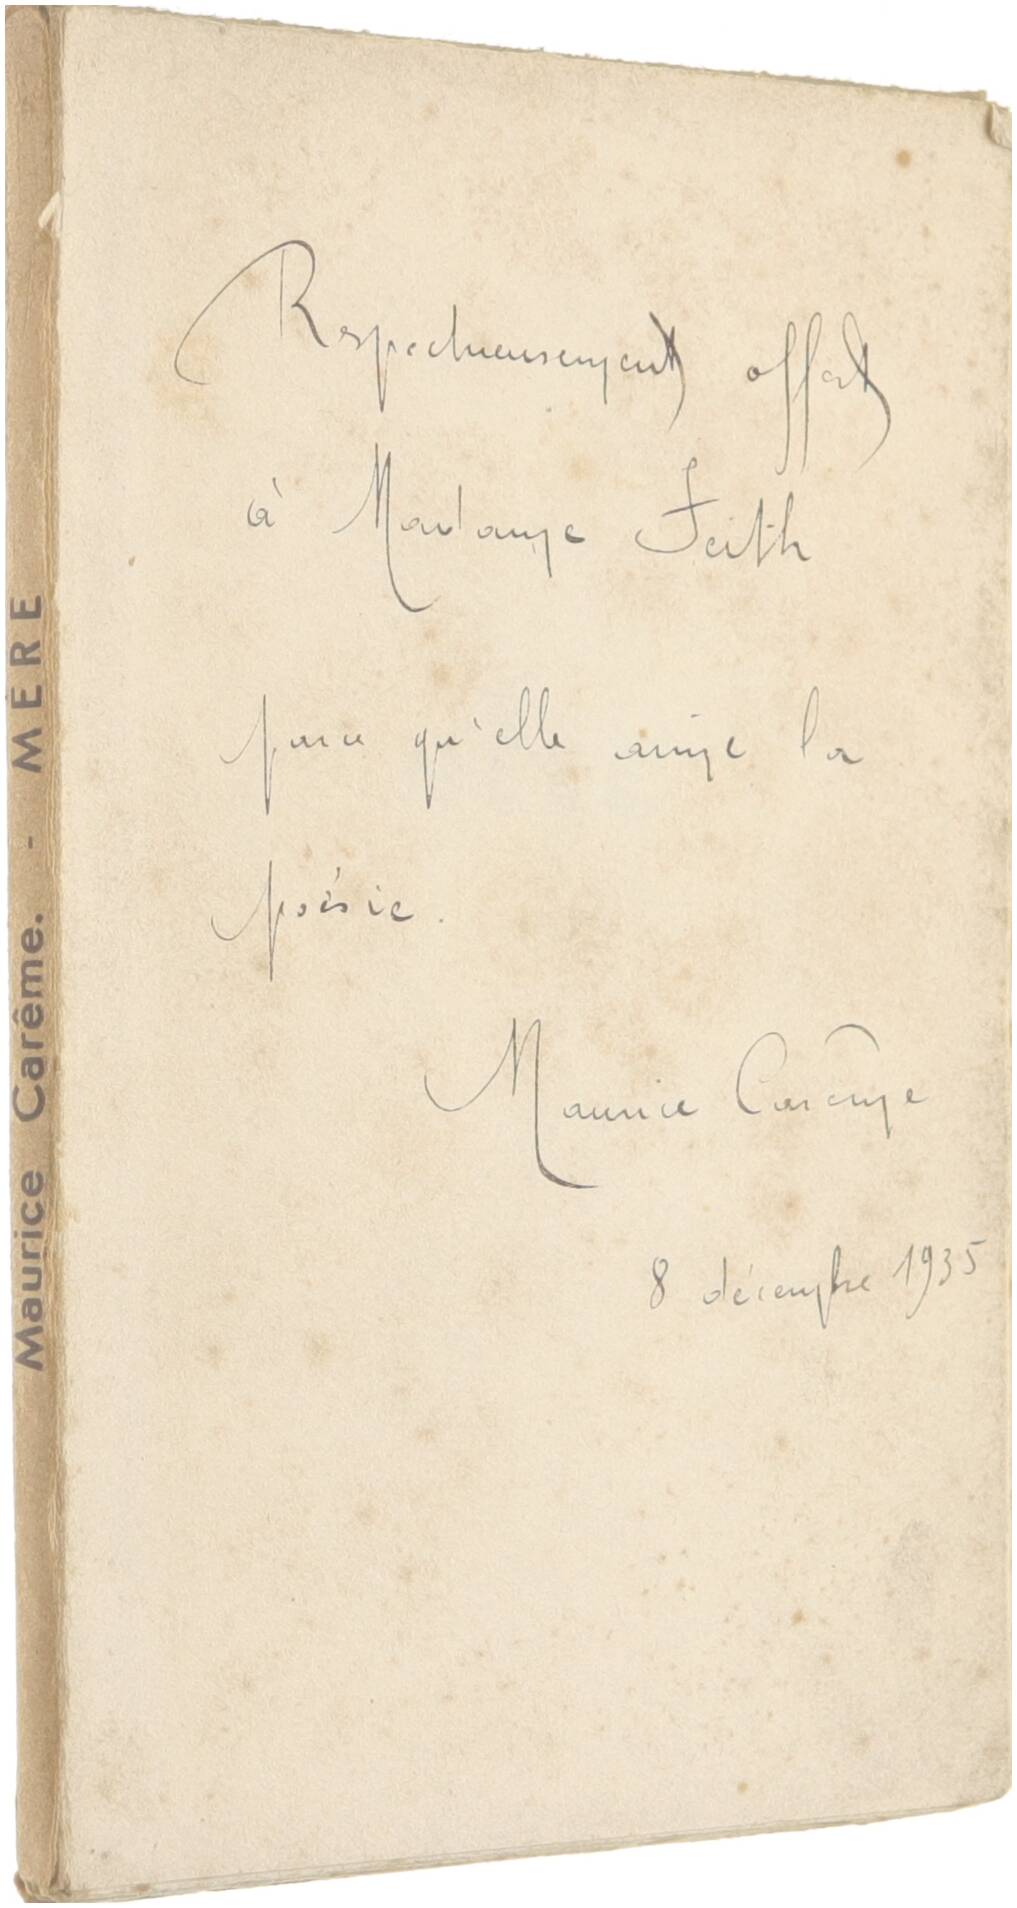 Maurice Carême. - MÈRE
Respectueusement offert
à Madame Feith
parce qu'elle aime la
poésie.
Maurice Carême
8 décembre 1935